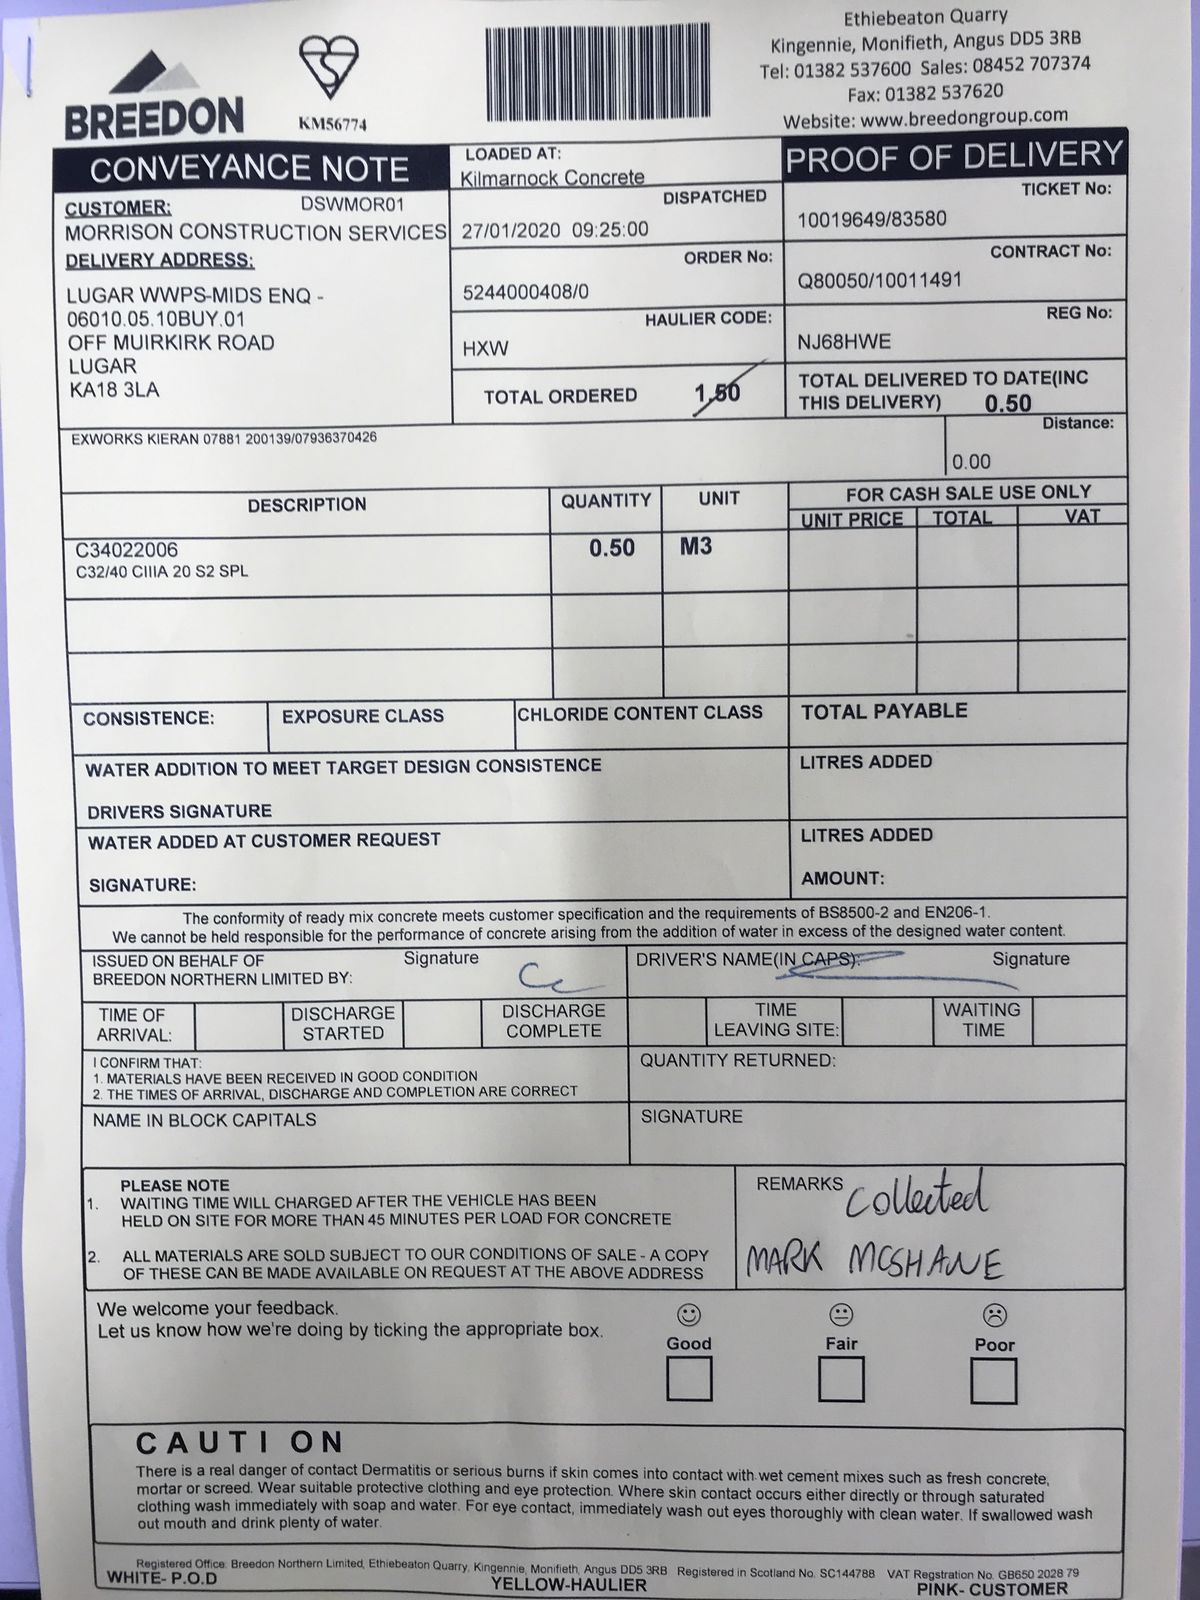 Ethiebeaton Quarry
Kingennie, Monifieth, Angus DD5 3RB
Tel: 01382 537600 Sales: 08452 707374
Fax: 01382 537620
Website: www.breedongroup.com
BREEDON
KM56774
CONVEYANCE NOTE
LOADED AT:
Kilmarnock Concrete
PROOF OF DELIVERY
CUSTOMER: DSWMOR01
MORRISON CONSTRUCTION SERVICES
DISPATCHED
27/01/2020 09:25:00
TICKET No:
10019649/83580
DELIVERY ADDRESS:
LUGAR WWPS-MIDS ENQ -
06010.05.10BUY.01
OFF MUIRKIRK ROAD
LUGAR
KA18 3LA
ORDER No:
5244000408/0
CONTRACT No:
Q80050/10011491
HAULIER CODE:
HXW
REG No:
NJ68HWE
TOTAL ORDERED 1.50
TOTAL DELIVERED TO DATE(INC
THIS DELIVERY) 0.50
EXWORKS KIERAN 07881 200139/07936370426
Distance:
0.00
DESCRIPTION QUANTITY UNIT FOR CASH SALE USE ONLY
UNIT PRICE TOTAL VAT
C34022006 0.50 M3
C32/40 CIIIA 20 S2 SPL
CONSISTENCE: EXPOSURE CLASS CHLORIDE CONTENT CLASS TOTAL PAYABLE
WATER ADDITION TO MEET TARGET DESIGN CONSISTENCE LITRES ADDED
DRIVERS SIGNATURE
WATER ADDED AT CUSTOMER REQUEST LITRES ADDED
SIGNATURE: AMOUNT:
The conformity of ready mix concrete meets customer specification and the requirements of BS8500-2 and EN206-1.
We cannot be held responsible for the performance of concrete arising from the addition of water in excess of the designed water content.
ISSUED ON BEHALF OF Signature
BREEDON NORTHERN LIMITED BY:
DRIVER'S NAME(IN CAPS): Signature
TIME OF
ARRIVAL:
DISCHARGE
STARTED
DISCHARGE
COMPLETE
TIME
LEAVING SITE:
WAITING
TIME
I CONFIRM THAT:
1. MATERIALS HAVE BEEN RECEIVED IN GOOD CONDITION
2. THE TIMES OF ARRIVAL, DISCHARGE AND COMPLETION ARE CORRECT
QUANTITY RETURNED:
NAME IN BLOCK CAPITALS SIGNATURE
PLEASE NOTE
1. WAITING TIME WILL CHARGED AFTER THE VEHICLE HAS BEEN
HELD ON SITE FOR MORE THAN 45 MINUTES PER LOAD FOR CONCRETE
2. ALL MATERIALS ARE SOLD SUBJECT TO OUR CONDITIONS OF SALE - A COPY
OF THESE CAN BE MADE AVAILABLE ON REQUEST AT THE ABOVE ADDRESS
REMARKS Collected
MARK MCSHANE
We welcome your feedback.
Let us know how we're doing by ticking the appropriate box.
Good Fair Poor
CAUTION
There is a real danger of contact Dermatitis or serious burns if skin comes into contact with wet cement mixes such as fresh concrete,
mortar or screed. Wear suitable protective clothing and eye protection. Where skin contact occurs either directly or through saturated
clothing wash immediately with soap and water. For eye contact, immediately wash out eyes thoroughly with clean water. If swallowed wash
out mouth and drink plenty of water.
Registered Office: Breedon Northern Limited, Ethiebeaton Quarry, Kingennie, Monifieth, Angus DD5 3RB Registered in Scotland No. SC144788 VAT Regstration No. GB650 2028 79
WHITE- P.O.D YELLOW-HAULIER PINK- CUSTOMER